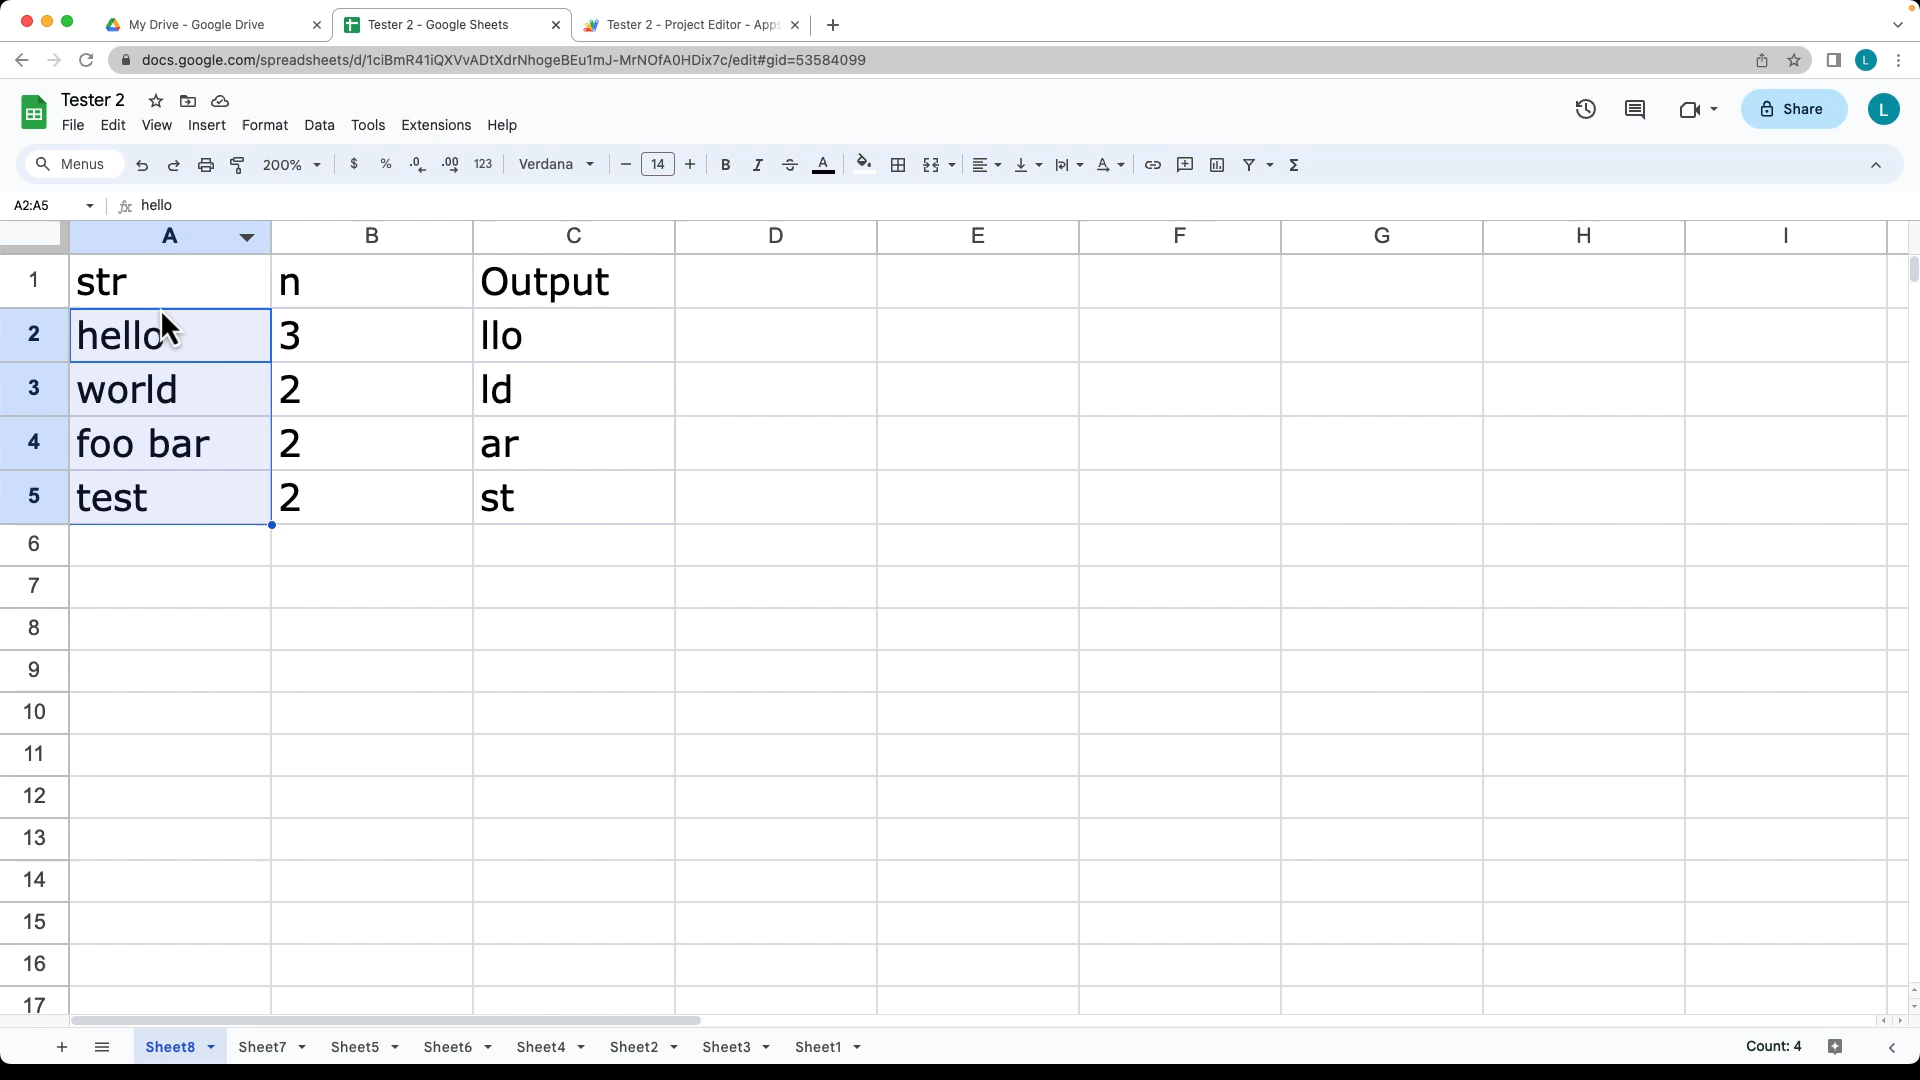 My Drive - Google Drive
Tester 2 - Google Sheets
Tester 2 - Project Editor - Apps
docs.google.com/spreadsheets/d/1ciBmR41iQXVvADtXdrNhogeBEu1mJ-MrNOfA0HDix7c/edit#gid=53584099
L
Tester 2
File Edit View Insert Format Data Tools Extensions Help
Share
L
Menus 200% $ % .0 .00 123 Verdana 14 B I A
A2:A5 fx hello
A B C D E F G H I
1 str n Output
2 hello 3 llo
3 world 2 ld
4 foo bar 2 ar
5 test 2 st
6
7
8
9
10
11
12
13
14
15
16
17
Sheet8 Sheet7 Sheet5 Sheet6 Sheet4 Sheet2 Sheet3 Sheet1 Count: 4